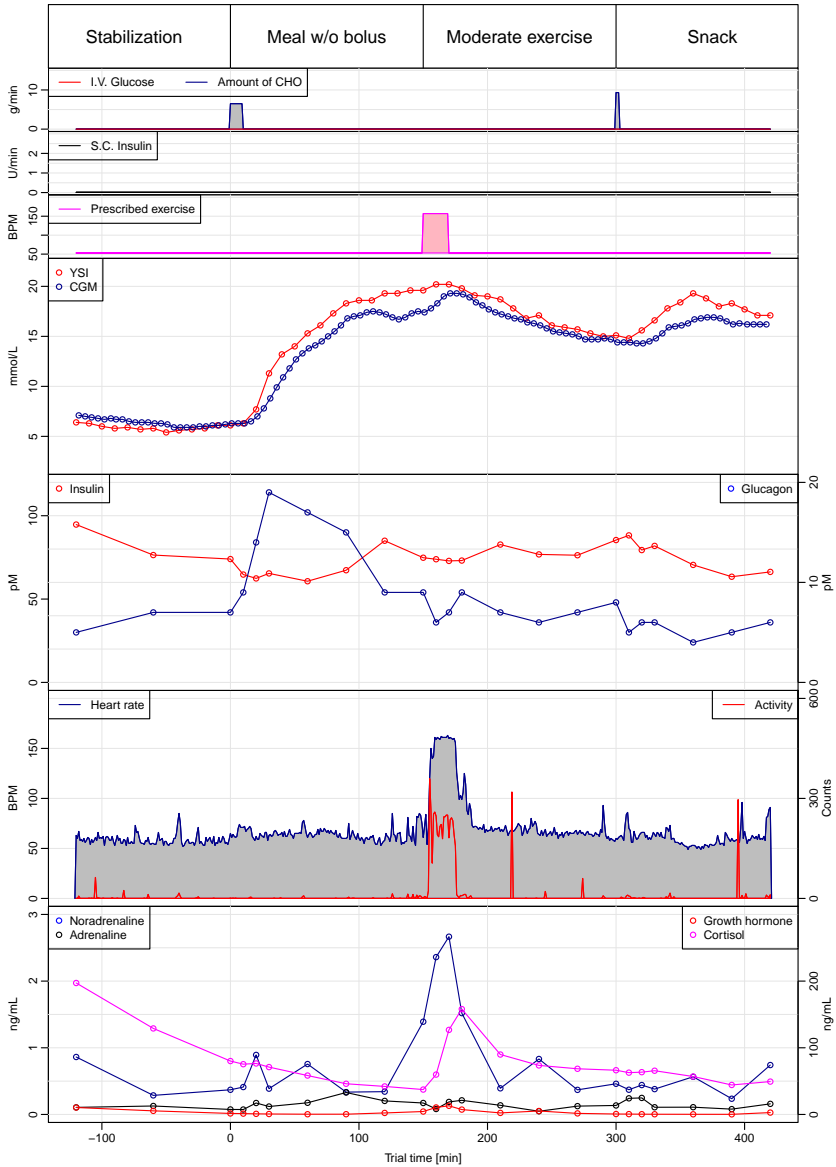 Stabilization Meal w/o bolus Moderate exercise Snack
I.V. Glucose Amount of CHO
g/min
10
0
S.C. Insulin
U/min
2
1
0
Prescribed exercise
BPM
150
50
YSI
CGM
mmol/L
20
15
10
5
Insulin
Glucagon
pM
100
50
0
20
10
0
pM
Heart rate
Activity
BPM
150
100
50
0
600
300
0
Counts
Noradrenaline
Adrenaline
Growth hormone
Cortisol
ng/mL
3
2
1
0
200
100
0
ng/mL
−100 0 100 200 300 400
Trial time [min]